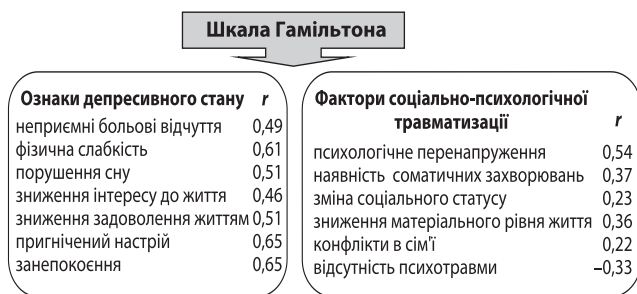 Шкала Гамільтона
Ознаки депресивного стану r
неприємні больові відчуття 0,49
фізична слабкість 0,61
порушення сну 0,51
зниження інтересу до життя 0,46
зниження задоволення життям 0,51
пригнічений настрій 0,65
занепокоєння 0,65
Фактори соціально-психологічної
травматизації r
психологічне перенапруження 0,54
наявність соматичних захворювань 0,37
зміна соціального статусу 0,23
зниження матеріального рівня життя 0,36
конфлікти в сім’ї 0,22
відсутність психотравми –0,33